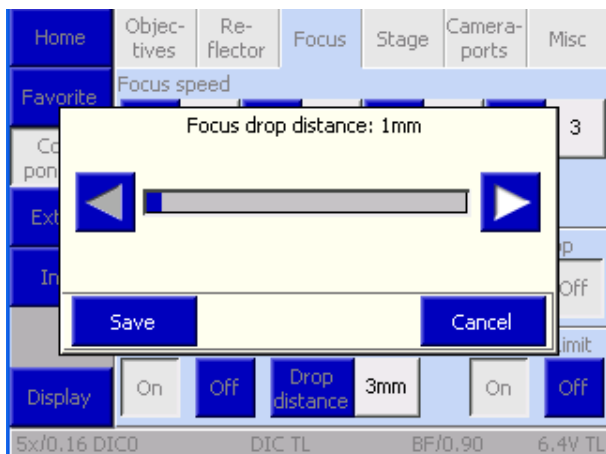 Home
Objec-
tives
Re-
flector
Focus
Stage
Camera-
ports
Misc
Favorite
Focus speed
3
Focus drop distance: 1mm
Save
Cancel
Off
Display
On
Off
Drop
distance
3mm
On
Off
5x/0.16 DIC0
DIC TL
BF/0.90
6.4V TL